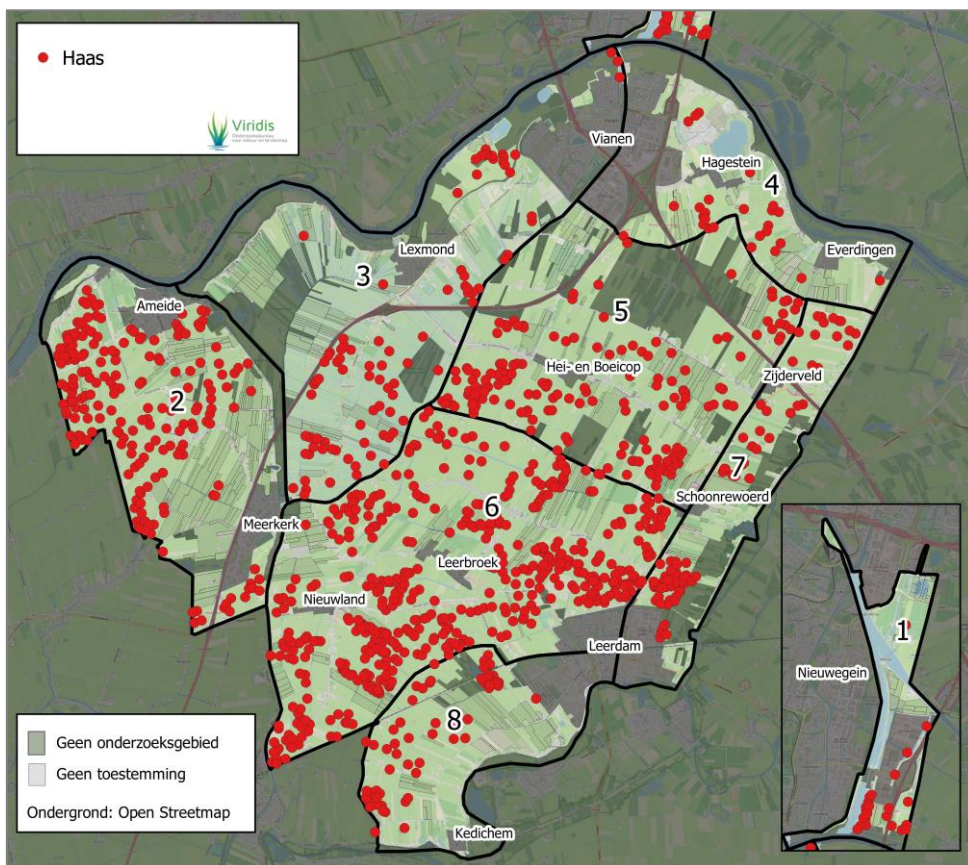 Haas
Viridis
Vianen
Hagestein
4
Everdingen
Lexmond
3
Ameide
2
5
Hei- en Boeicop
Zijderveld
7
Schoonrewoerd
6
Meerkerk
Leerbroek
Nieuwland
Leerdam
8
Kedichem
1
Nieuwegein
Geen onderzoeksgebied
Geen toestemming
Ondergrond: Open Streetmap